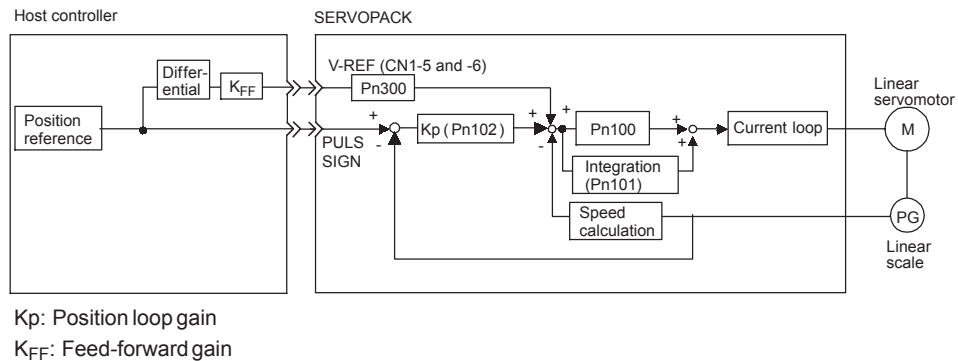 Host controller
SERVOPACK
V-REF (CN1-5 and -6)
Differ-
ential
KFF
Pn300
Linear
servomotor
Position
reference
+
-
Kp (Pn102)
+
+
-
+
Pn100
+
+
Current loop
M
PULS
SIGN
Integration
(Pn101)
Speed
calculation
PG
Linear
scale
Kp: Position loop gain
KFF: Feed-forward gain